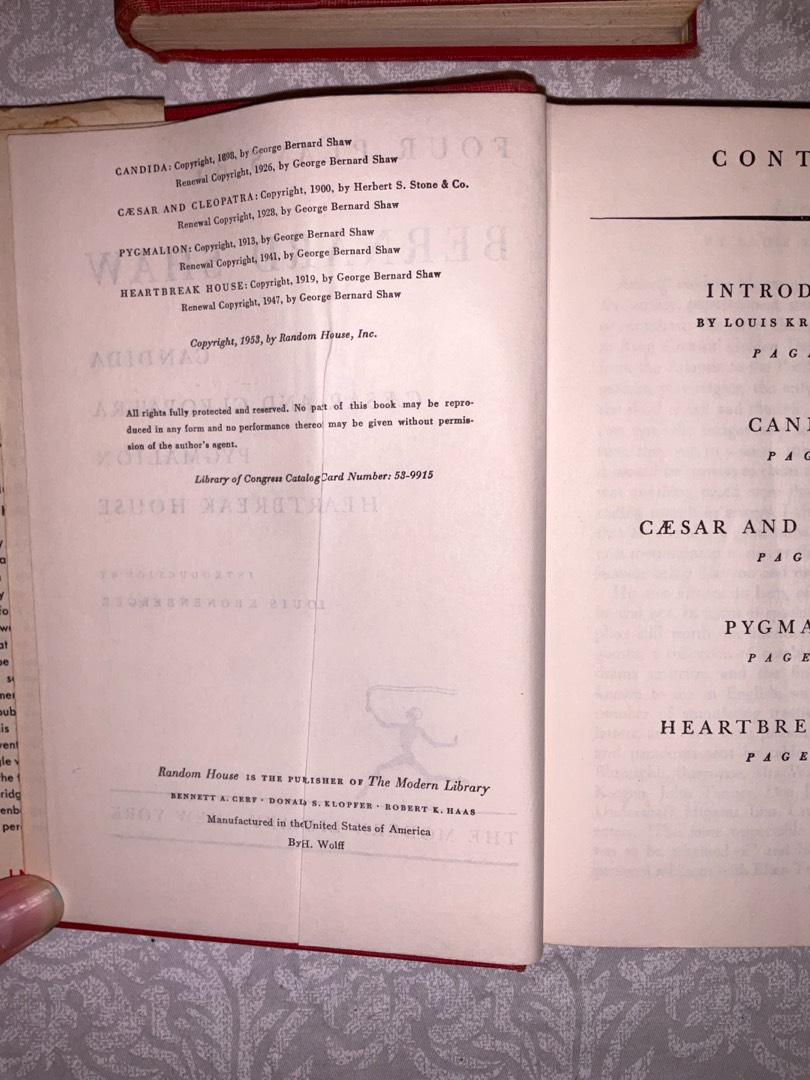 CANDIDA: Copyright, 1898, by George Bernard Shaw
Renewal Copyright, 1926, by George Bernard Shaw
CÆSAR AND CLEOPATRA: Copyright, 1900, by Herbert S. Stone & Co.
Renewal Copyright, 1928, by George Bernard Shaw
PYGMALION: Copyright, 1913, by George Bernard Shaw
Renewal Copyright, 1941, by George Bernard Shaw
HEARTBREAK HOUSE: Copyright, 1919, by George Bernard Shaw
Renewal Copyright, 1947, by George Bernard Shaw
Copyright, 1953, by Random House, Inc.
All rights fully protected and reserved. No part of this book may be repro-
duced in any form and no performance thereof may be given without permis-
sion of the author's agent.
Library of Congress Catalog Card Number: 53-9915
Random House IS THE PUBLISHER OF The Modern Library
BENNETT A. CERF · DONALD S. KLOPFER · ROBERT K. HAAS
Manufactured in the United States of America
By H. Wolff
CONT
INTROD
BY LOUIS KR
PAG
CAN
PAG
CÆSAR AND
PAG
PYGMA
PAGE
HEARTBRE
PAGE